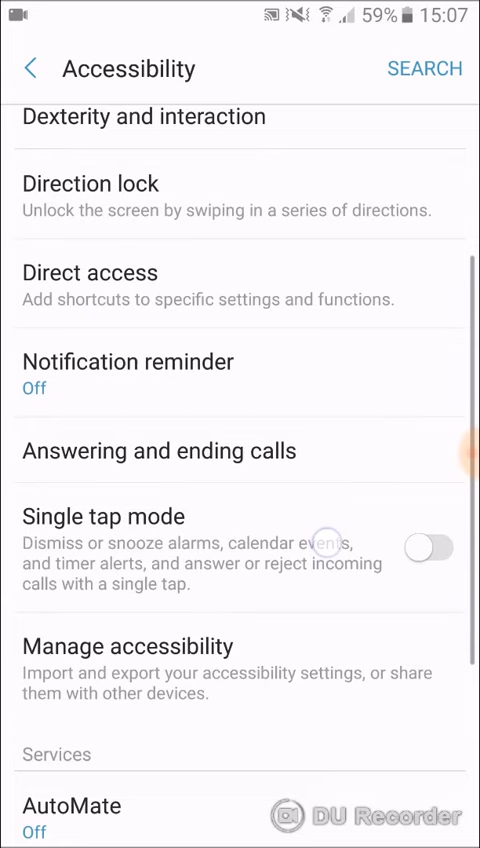 59% 15:07
Accessibility SEARCH
Dexterity and interaction
Direction lock
Unlock the screen by swiping in a series of directions.
Direct access
Add shortcuts to specific settings and functions.
Notification reminder
Off
Answering and ending calls
Single tap mode
Dismiss or snooze alarms, calendar events,
and timer alerts, and answer or reject incoming
calls with a single tap.
Manage accessibility
Import and export your accessibility settings, or share
them with other devices.
Services
AutoMate
Off
DU Recorder